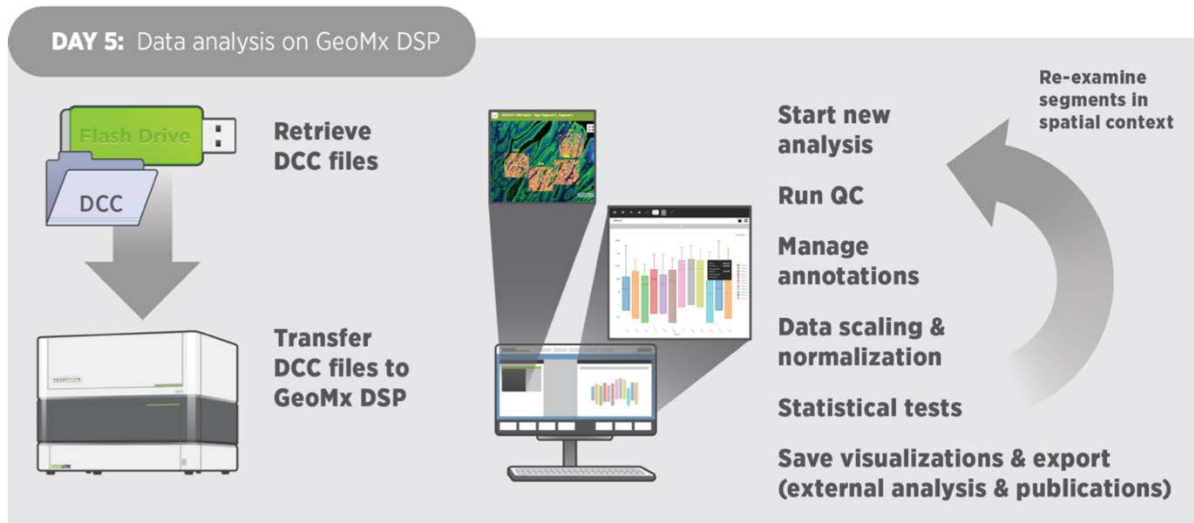 DAY 5: Data analysis on GeoMx DSP
Flash Drive
DCC
Retrieve
DCC files
Transfer
DCC files to
GeoMx DSP
Start new
analysis
Run QC
Manage
annotations
Data scaling &
normalization
Statistical tests
Save visualizations & export
(external analysis & publications)
Re-examine
segments in
spatial context